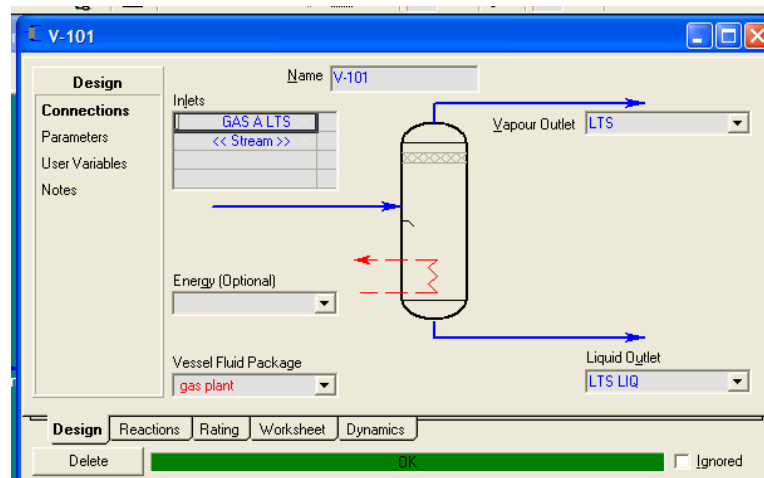 V-101
Design
Connections
Parameters
User Variables
Notes
Name V-101
Inlets
GAS A LTS
<< Stream >>
Vapour Outlet LTS
Energy (Optional)
Vessel Fluid Package
gas plant
Liquid Outlet
LTS LIQ
Design Reactions Rating Worksheet Dynamics
Delete OK Ignored